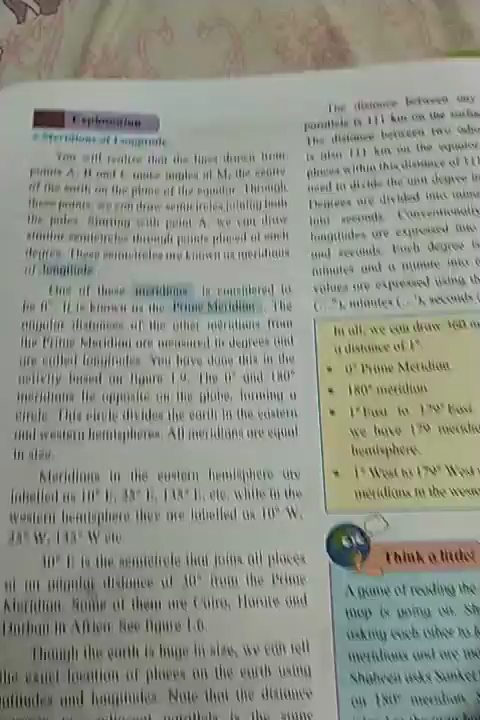 Explanation
Meridians of Longitude
You will realize that the lines drawn from
points A, B and C make angles of M, the centre
of the earth on the plane of the equator. Through
these points, we can draw semicircles joining both
the poles. Starting with point A, we can draw
similar semicircles through points placed at each
degree. These semicircles are known as meridians
of longitude.
One of these meridians is considered to
be 0°. It is known as the Prime Meridian. The
angular distances of the other meridians from
the Prime Meridian are measured in degrees and
are called longitudes. You have done this in the
activity based on figure 1.9. The 0° and 180°
meridians lie opposite on the globe, forming a
circle. This circle divides the earth in the eastern
and western hemispheres. All meridians are equal
in size.
Meridians in the eastern hemisphere are
labelled as 10° E, E, E, etc. while in the
western hemisphere they are labelled as 10° W,
W, W etc.
E is the semicircle that joins all places
at an angular distance of from the Prime
Meridian. Some of them are Cairo, Harare and
Durban in Africa. See figure 1.6.
Though the earth is huge in size, we can tell
the exact location of places on the earth using
latitudes and longitudes. Note that the distance
adjacent parallels is the same
The distance between any
parallels is 111 km on the
The distance between two
is also 111 km on the equator
places within this distance of 111
used to divide the unit degree in
Degrees are divided into
into seconds. Conventionally
longitudes are expressed into
and seconds. Each degree is
minutes and a minute into
values are expressed using
minutes seconds
In all, we can draw 360
a distance of 1°.
• 0° Prime Meridian
• 180° meridian
• 1° East to 179° East
we have 179
hemisphere.
• 1° West to 179° West
meridians in the
Think a little!
A game of reading the
map is going on.
asking each other to
meridians and
Shaheen asks Sanket
on 180° meridian.